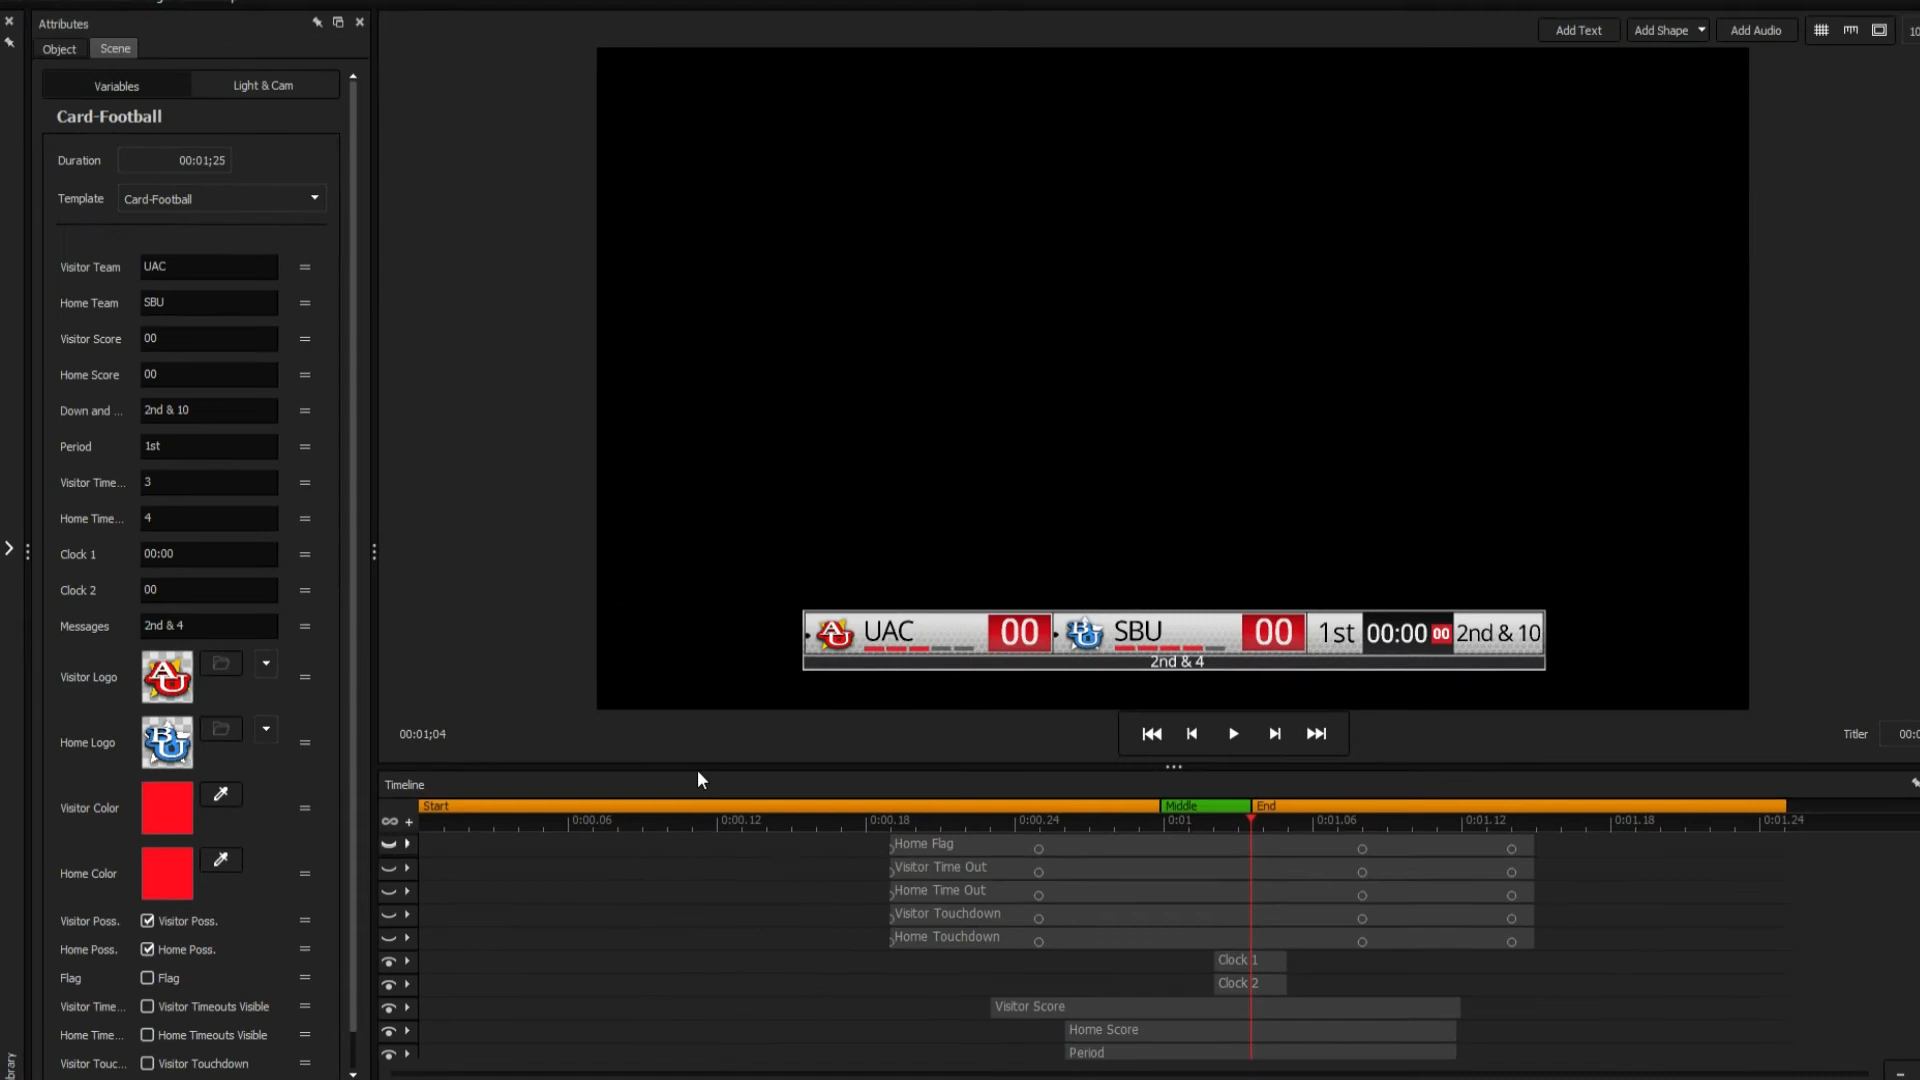 Attributes
Object Scene
Variables Light & Cam
Card-Football
Duration 00:01;25
Template Card-Football
Visitor Team UAC
Home Team SBU
Visitor Score 00
Home Score 00
Down and ... 2nd & 10
Period 1st
Visitor Time... 3
Home Time... 4
Clock 1 00:00
Clock 2 00
Messages 2nd & 4
Visitor Logo AU
Home Logo BU
Visitor Color
Home Color
Visitor Poss. Visitor Poss.
Home Poss. Home Poss.
Flag Flag
Visitor Time... Visitor Timeouts Visible
Home Time... Home Timeouts Visible
Visitor Touc... Visitor Touchdown
Add Text Add Shape Add Audio
AU UAC 00 BU SBU 00 1st 00:00 00 2nd & 10
2nd & 4
00:01;04
Titler
Timeline
Start Middle End
0:00.06 0:00.12 0:00.18 0:00.24 0:01 0:01.06 0:01.12 0:01.18 0:01.24
Home Flag
Visitor Time Out
Home Time Out
Visitor Touchdown
Home Touchdown
Clock 1
Clock 2
Visitor Score
Home Score
Period